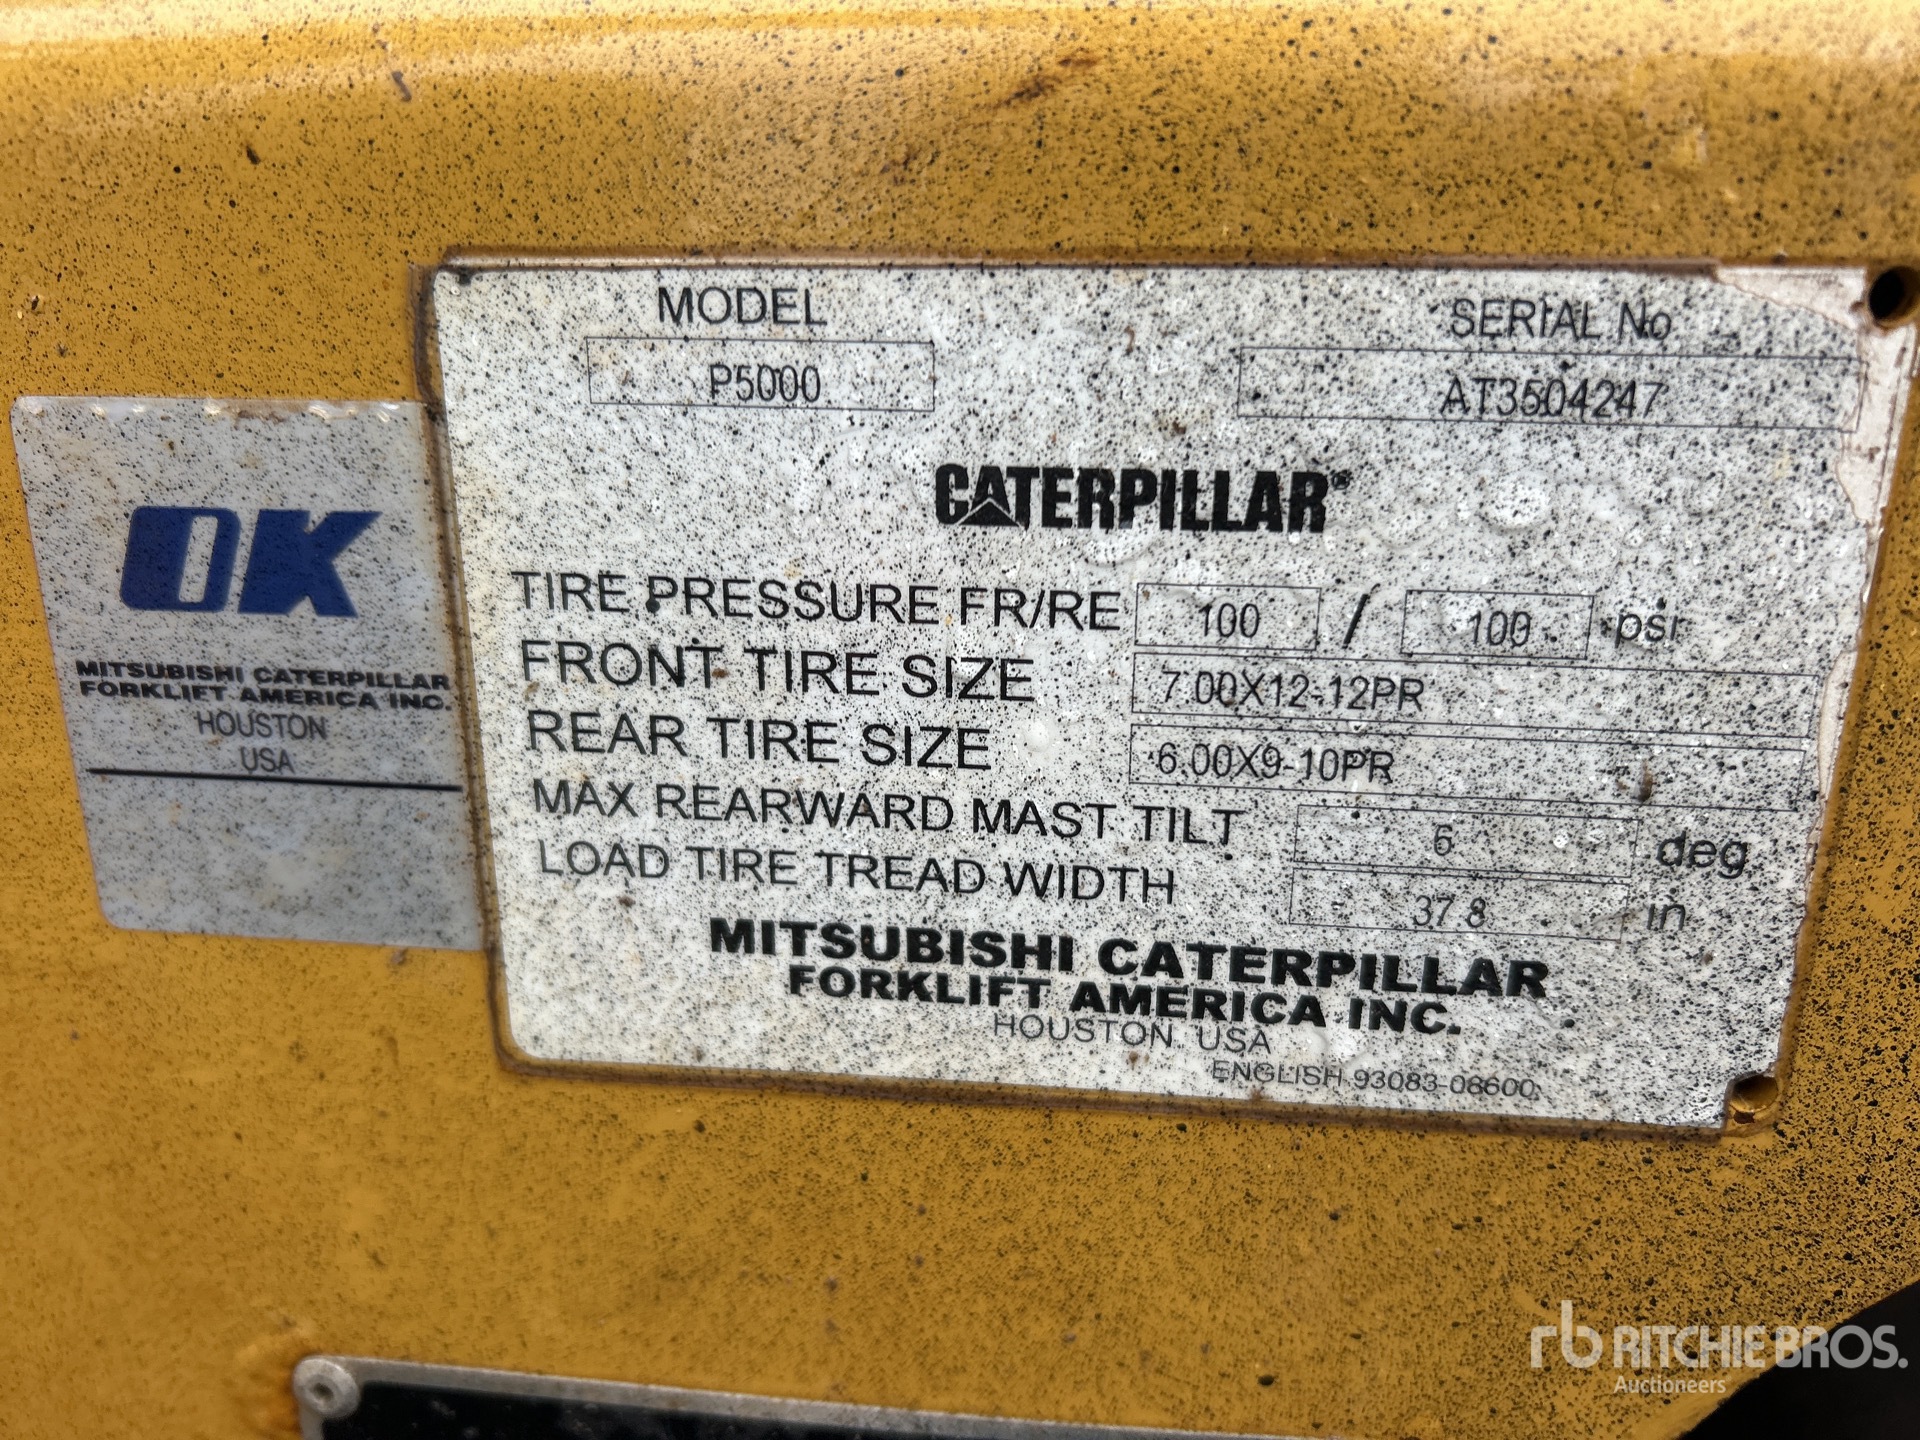 MODEL
P5000
SERIAL No
AT3504247
CATERPILLAR®
TIRE PRESSURE FR/RE 100 / 100 psi
FRONT TIRE SIZE 7.00X12-12PR
REAR TIRE SIZE 6.00X9-10PR
MAX REARWARD MAST TILT 6 deg
LOAD TIRE TREAD WIDTH 37.8 in
MITSUBISHI CATERPILLAR
FORKLIFT AMERICA INC.
HOUSTON, USA
ENGLISH 93083-08600
OK
MITSUBISHI CATERPILLAR
FORKLIFT AMERICA INC.
HOUSTON
USA
rb RITCHIE BROS.
Auctioneers